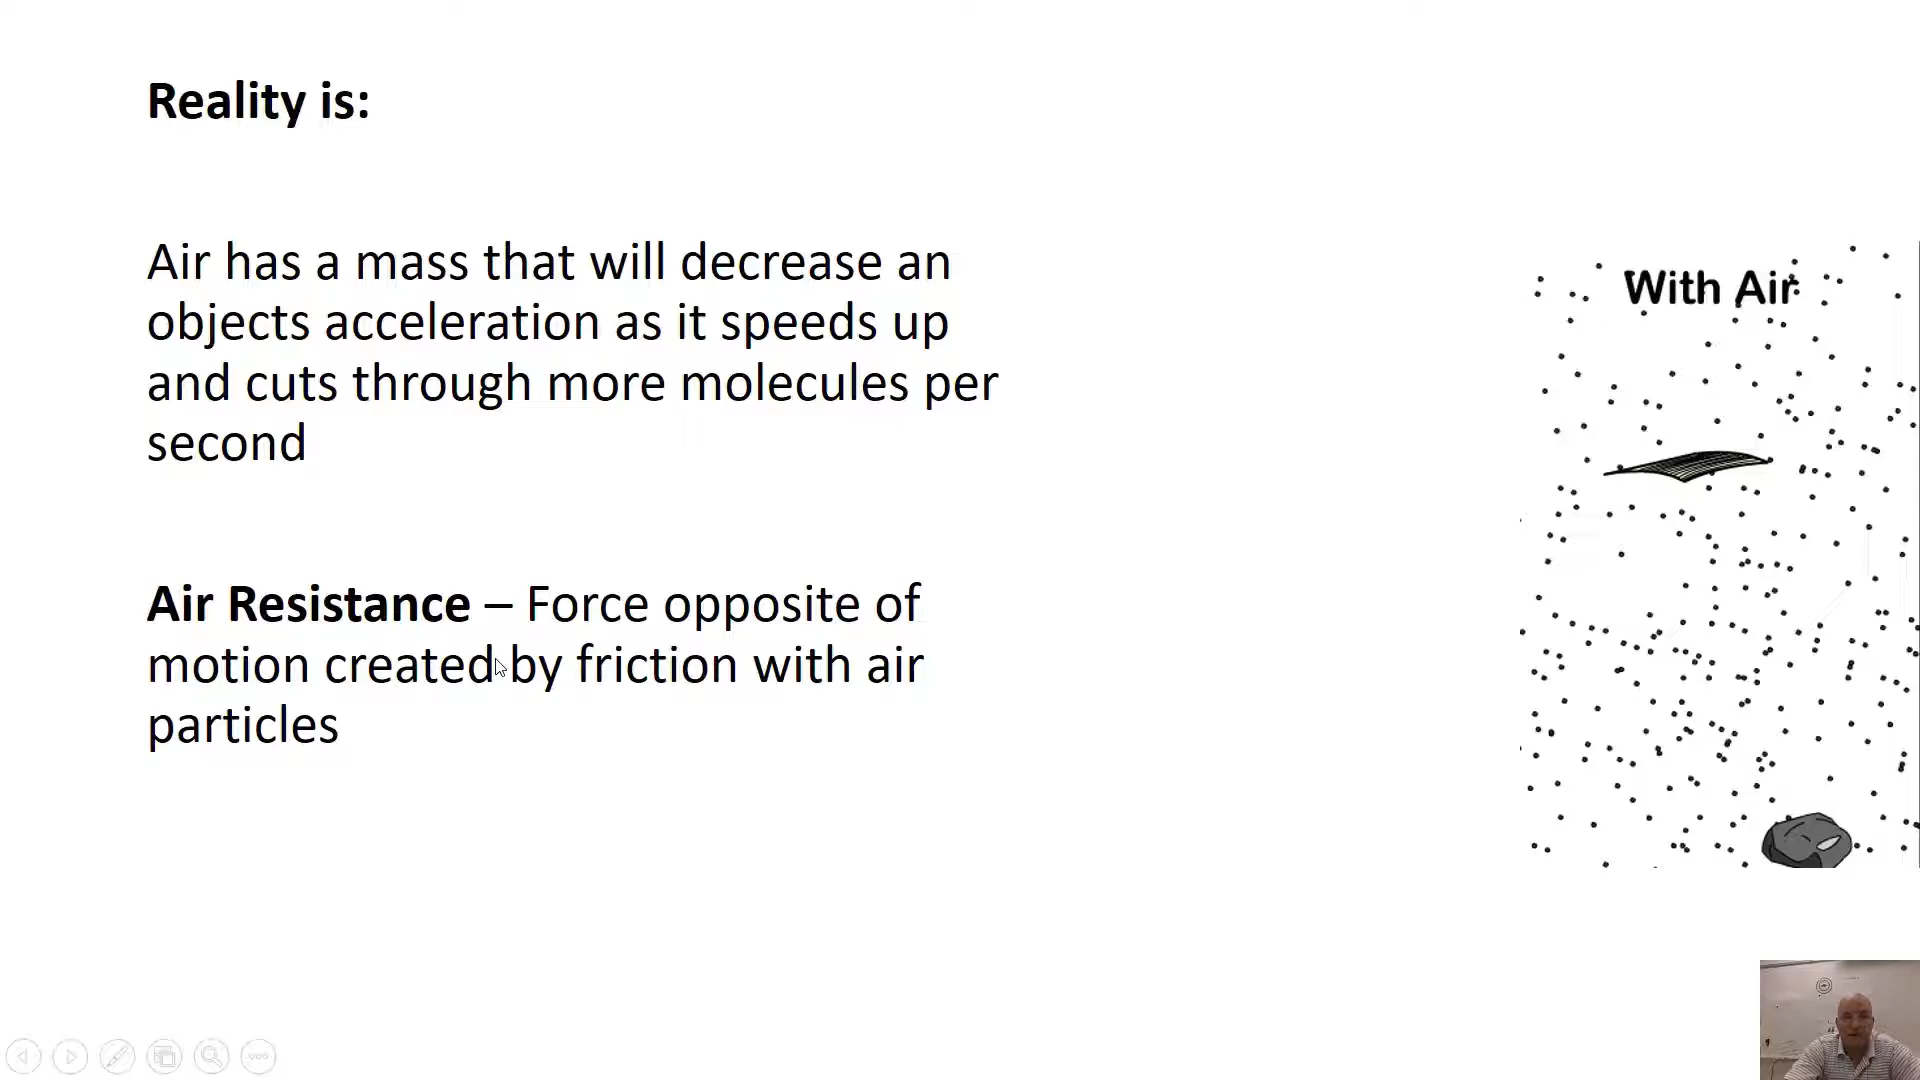 Reality is:
Air has a mass that will decrease an
objects acceleration as it speeds up
and cuts through more molecules per
second
Air Resistance – Force opposite of
motion created by friction with air
particles
With Air